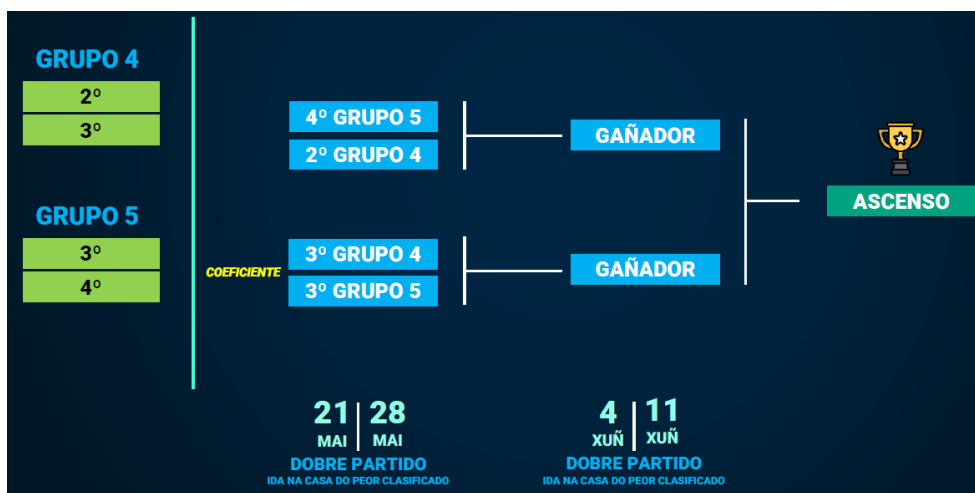 GRUPO 4
2º
3º
GRUPO 5
3º
4º
4º GRUPO 5
2º GRUPO 4
GAÑADOR
COEFICIENTE
3º GRUPO 4
3º GRUPO 5
GAÑADOR
ASCENSO
21 28
MAI MAI
DOBRE PARTIDO
IDA NA CASA DO PEOR CLASIFICADO
4 11
XUÑ XUÑ
DOBRE PARTIDO
IDA NA CASA DO PEOR CLASIFICADO